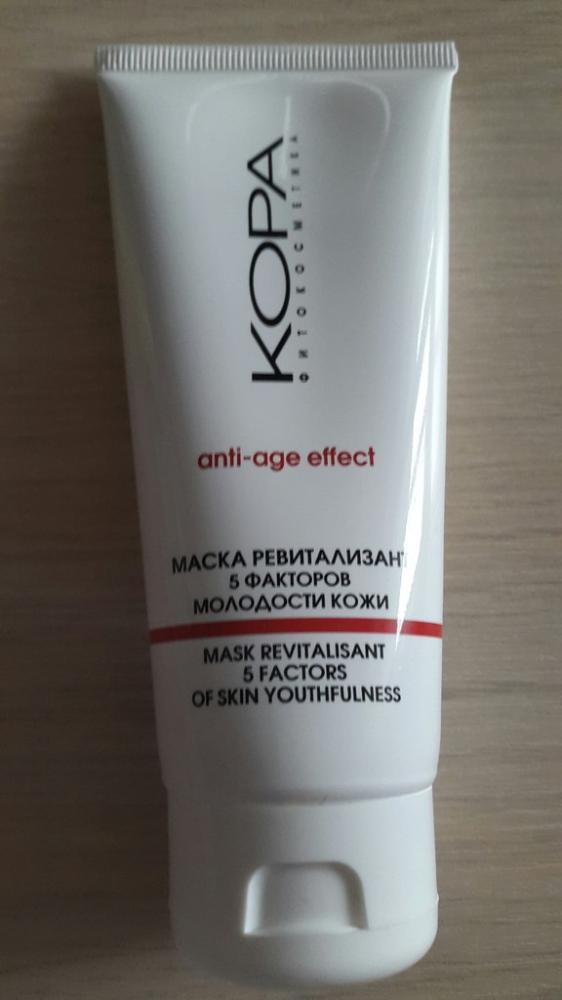 КОРА
ФИТОКОСМЕТИКА
anti-age effect
МАСКА РЕВИТАЛИЗАНТ
5 ФАКТОРОВ
МОЛОДОСТИ КОЖИ
MASK REVITALISANT
5 FACTORS
OF SKIN YOUTHFULNESS